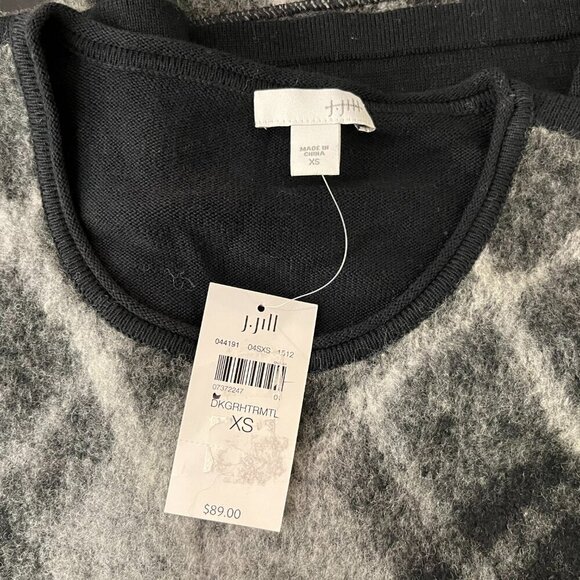 j.jill
MADE IN
CHINA
XS
j.jill
044191 04SXS 1512
07372247
DKGRHTRMTL
XS
$89.00